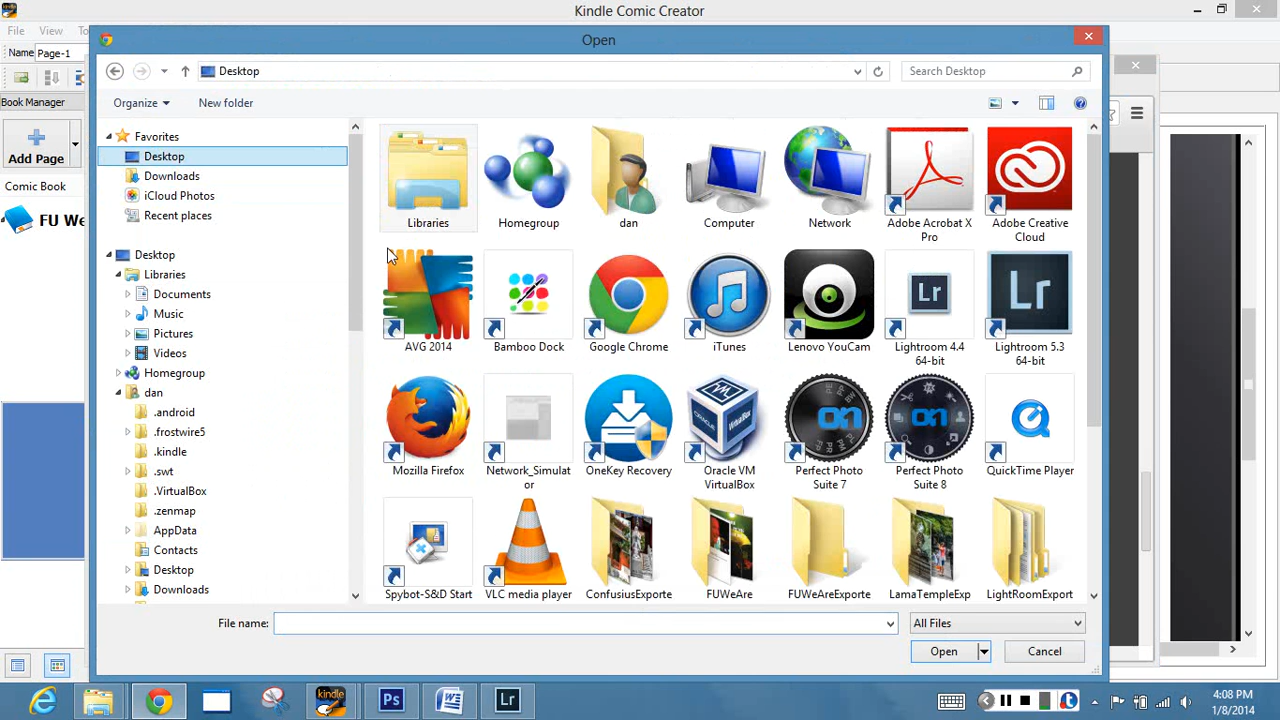 Kindle Comic Creator
File View To
Open
Name Page-1
Desktop
Search Desktop
Organize New folder
Book Manager
Add Page
Comic Book
FU We
Favorites
Desktop
Downloads
iCloud Photos
Recent places
Desktop
Libraries
Documents
Music
Pictures
Videos
Homegroup
dan
.android
.frostwire5
.kindle
.swt
.VirtualBox
.zenmap
AppData
Contacts
Desktop
Downloads
Libraries
Homegroup
dan
Computer
Network
Adobe Acrobat X
Pro
Adobe Creative
Cloud
AVG 2014
Bamboo Dock
Google Chrome
iTunes
Lenovo YouCam
Lightroom 4.4
64-bit
Lightroom 5.3
64-bit
Mozilla Firefox
Network_Simulat
or
OneKey Recovery
Oracle VM
VirtualBox
Perfect Photo
Suite 7
Perfect Photo
Suite 8
QuickTime Player
Spybot-S&D Start
VLC media player
ConfusiusExporte
FUWeAre
FUWeAreExporte
LamaTempleExp
LightRoomExport
File name:
All Files
Open
Cancel
4:08 PM
1/8/2014